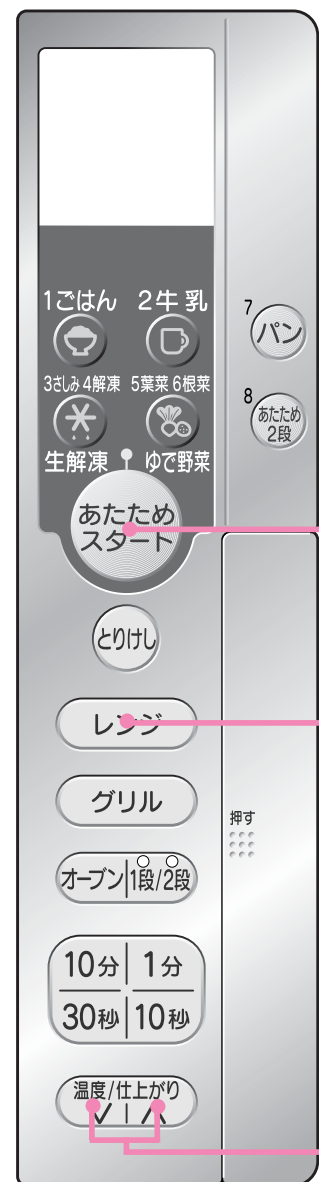 1ごはん 2牛乳
3さしみ 4解凍 5葉菜 6根菜
生解凍 ゆで野菜
7
パン
8
あたため
2段
あたため
スタート
とりけし
レンジ
グリル
オーブン 1段/2段
押す
10分 1分
30秒 10秒
温度/仕上がり